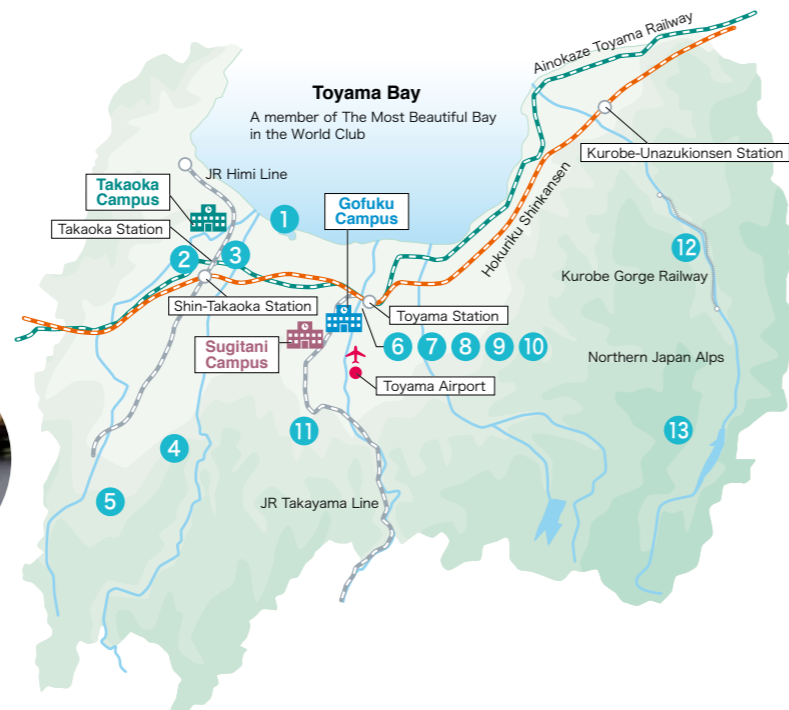 Ainokaze Toyama Railway
Toyama Bay
A member of The Most Beautiful Bay
in the World Club
Kurobe-Unazukionsen Station
JR Himi Line
Takaoka
Campus
Gofuku
Campus
Hokuriku Shinkansen
1
Takaoka Station
2
3
12
Kurobe Gorge Railway
Shin-Takaoka Station
Toyama Station
Sugitani
Campus
6 7 8 9 10
Northern Japan Alps
Toyama Airport
11
13
4
5
JR Takayama Line